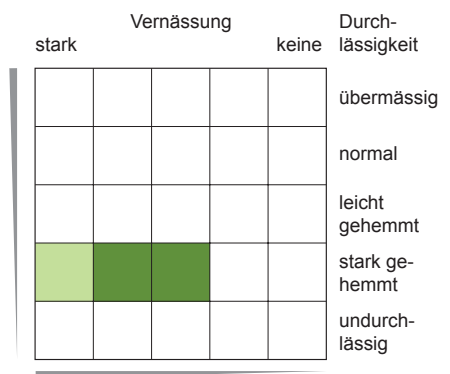 Vernässung
stark keine
Durch-
lässigkeit
übermässig
normal
leicht
gehemmt
stark ge-
hemmt
undurch-
lässig